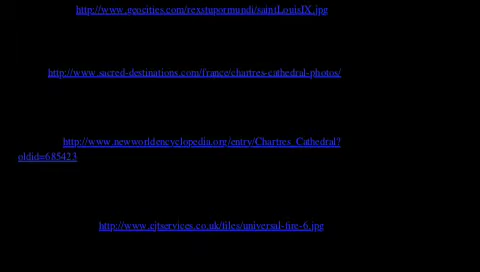 http://www.geocities.com/rexstupormundi/saintLouisIX.jpg
http://www.sacred-destinations.com/france/chartres-cathedral-photos/
http://www.newworldencyclopedia.org/entry/Chartres_Cathedral?
oldid=685423
http://www.cjtservices.co.uk/files/universal-fire-6.jpg